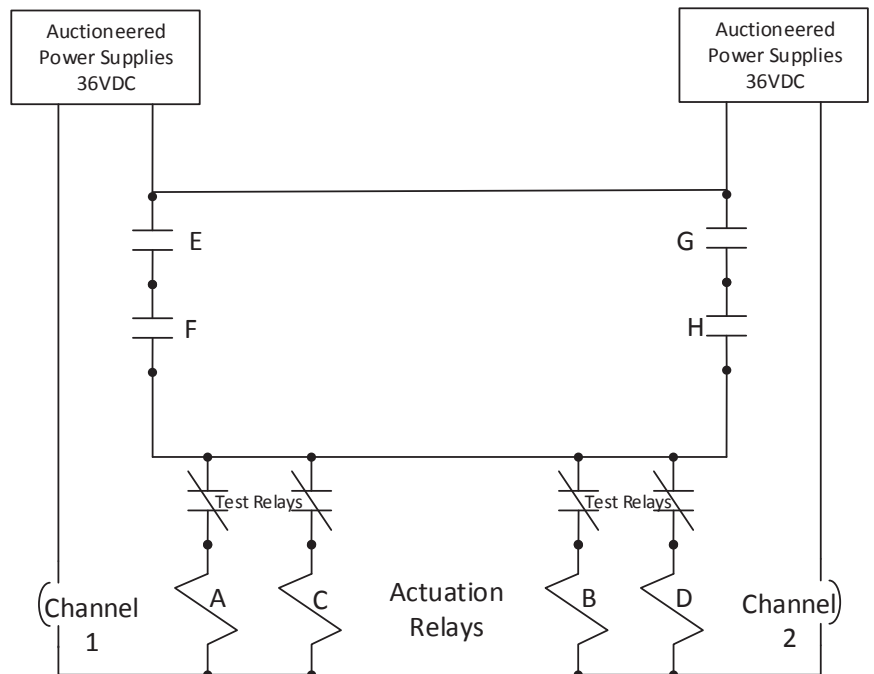 Auctioneered
Power Supplies
36VDC
Auctioneered
Power Supplies
36VDC
E
G
F
H
Test Relays
Test Relays
A
C
Actuation
Relays
B
D
Channel
1
Channel
2